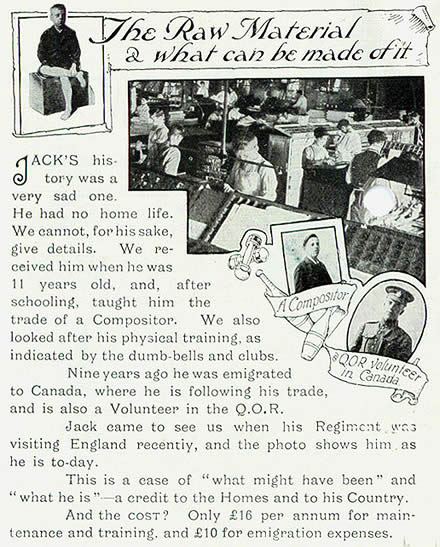 The Raw Material
& what can be made of it
JACK'S his-
tory was a
very sad one.
He had no home life.
We cannot, for his sake,
give details. We re-
ceived him when he was
11 years old, and, after
schooling, taught him the
trade of a Compositor. We also
looked after his physical training, as
indicated by the dumb-bells and clubs.
A Compositor
a Q.O.R. Volunteer
in Canada
Nine years ago he was emigrated
to Canada, where he is following his trade,
and is also a Volunteer in the Q.O.R.
Jack came to see us when his Regiment was
visiting England recently, and the photo shows him as
he is to-day.
This is a case of "what might have been" and
"what he is"—a credit to the Homes and to his Country.
And the COST? Only £16 per annum for main-
tenance and training, and £10 for emigration expenses.